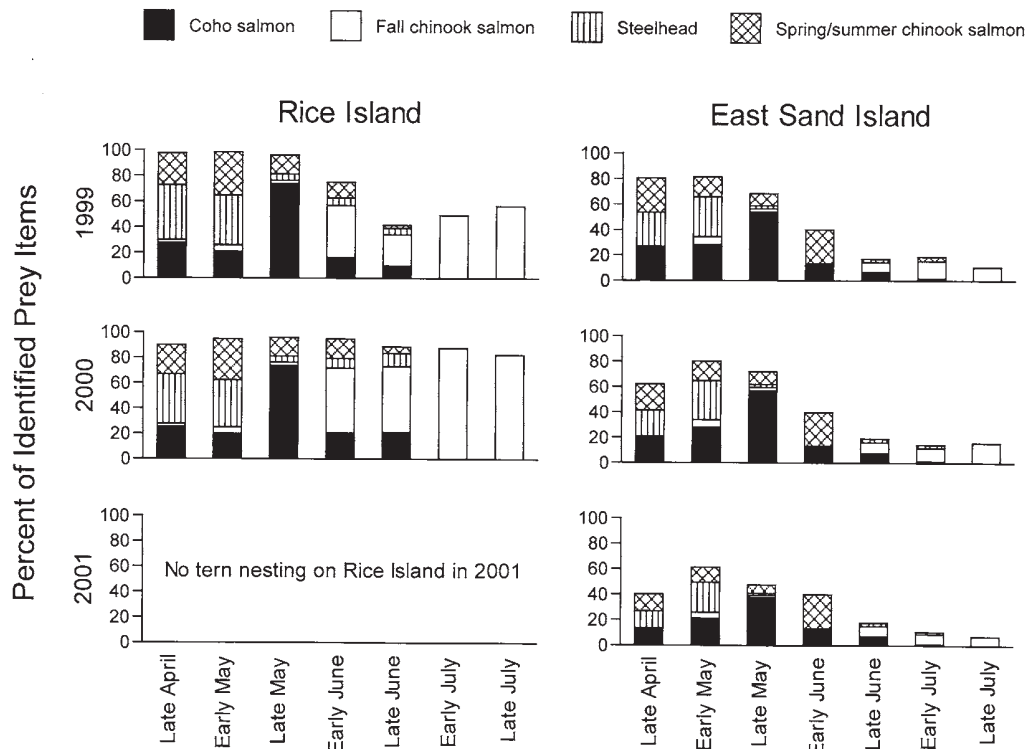 Coho salmon
Fall chinook salmon
Steelhead
Spring/summer chinook salmon
Percent of Identified Prey Items
Rice Island
East Sand Island
1999
100
80
60
40
20
0
100
80
60
40
20
0
2000
100
80
60
40
20
0
100
80
60
40
20
0
2001
100
80
60
40
20
0
No tern nesting on Rice Island in 2001
100
80
60
40
20
0
Late April
Early May
Late May
Early June
Late June
Early July
Late July
Late April
Early May
Late May
Early June
Late June
Early July
Late July